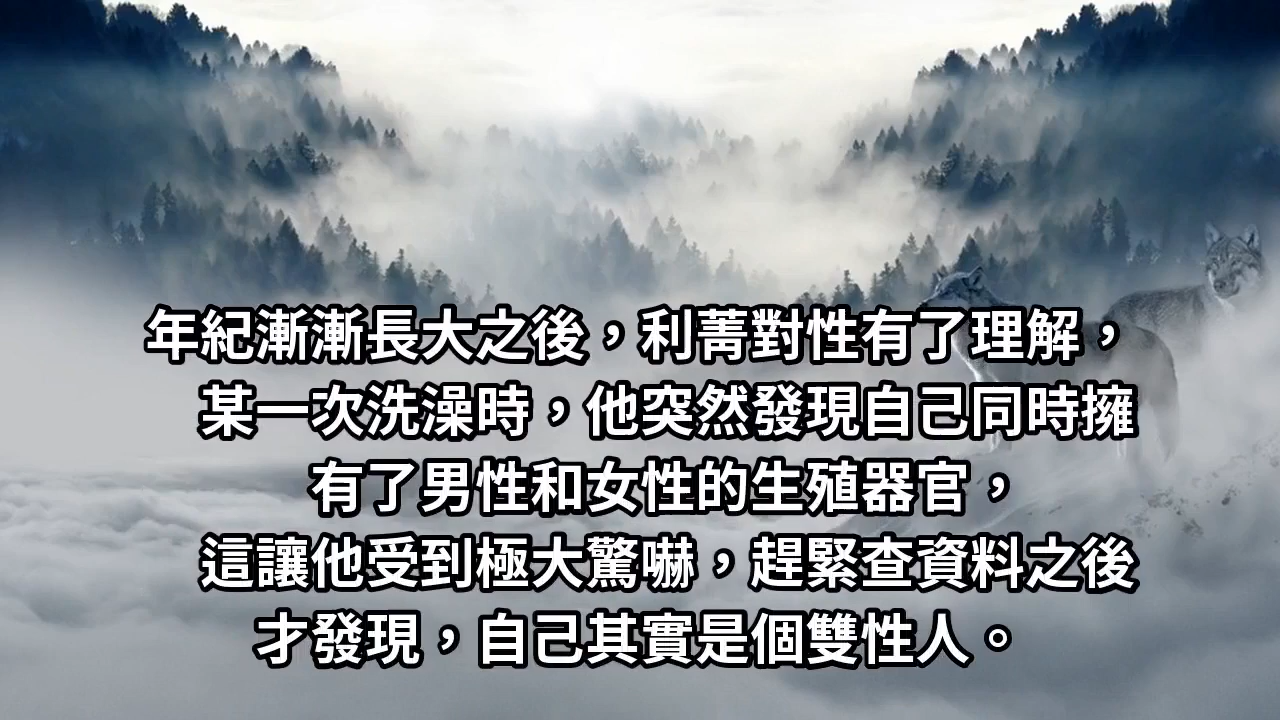 年紀漸漸長大之後，利菁對性有了理解，
某一次洗澡時，他突然發現自己同時擁
有了男性和女性的生殖器官，
這讓他受到極大驚嚇，趕緊查資料之後
才發現，自己其實是個雙性人。